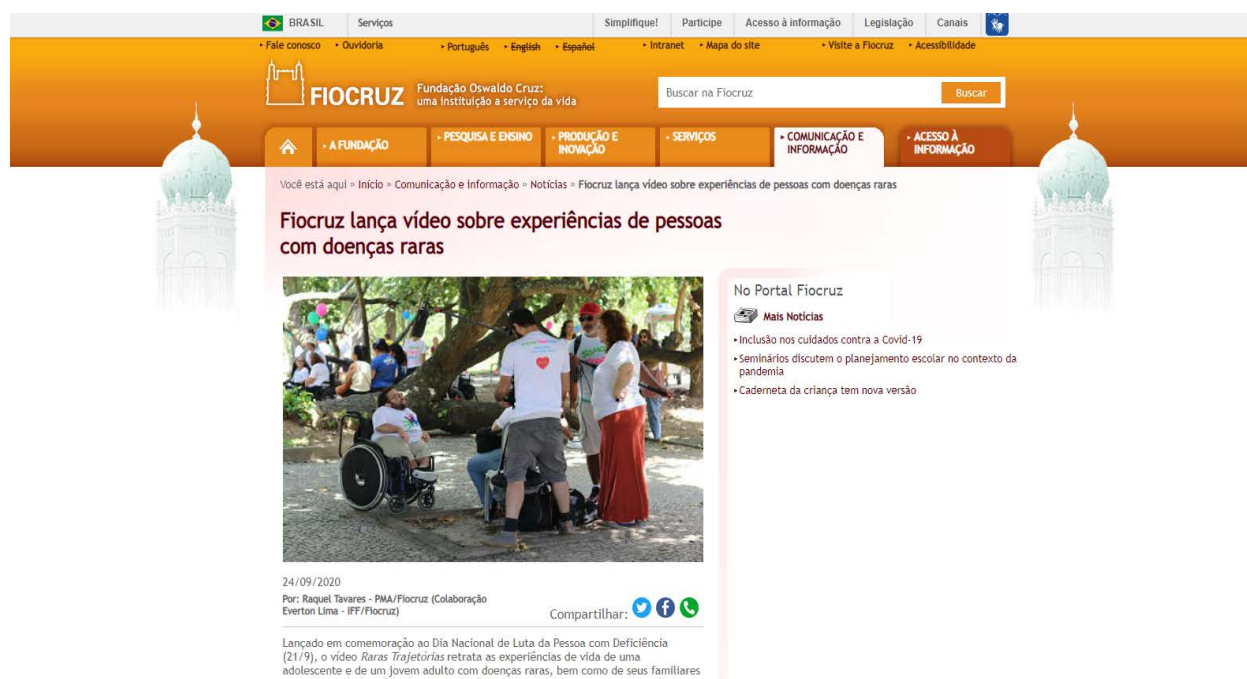 BRASIL Serviços Simplifique! Participe Acesso à informação Legislação Canais
Fale conosco Ouvidoria Português English Español Intranet Mapa do site Visite a Fiocruz Acessibilidade
FIOCRUZ
Fundação Oswaldo Cruz:
uma instituição a serviço da vida
Buscar na Fiocruz Buscar
A FUNDAÇÃO
PESQUISA E ENSINO
PRODUÇÃO E
INOVAÇÃO
SERVIÇOS
COMUNICAÇÃO E
INFORMAÇÃO
ACESSO À
INFORMAÇÃO
Você está aqui » Início » Comunicação e informação » Notícias » Fiocruz lança vídeo sobre experiências de pessoas com doenças raras
Fiocruz lança vídeo sobre experiências de pessoas
com doenças raras
No Portal Fiocruz
Mais Notícias
Inclusão nos cuidados contra a Covid-19
Seminários discutem o planejamento escolar no contexto da
pandemia
Caderneta da criança tem nova versão
24/09/2020
Por: Raquel Tavares - PMA/Fiocruz (Colaboração
Everton Lima - IFF/Fiocruz)
Compartilhar:
Lançado em comemoração ao Dia Nacional de Luta da Pessoa com Deficiência
(21/9), o vídeo Raras Trajetórias retrata as experiências de vida de uma
adolescente e de um jovem adulto com doenças raras, bem como de seus familiares